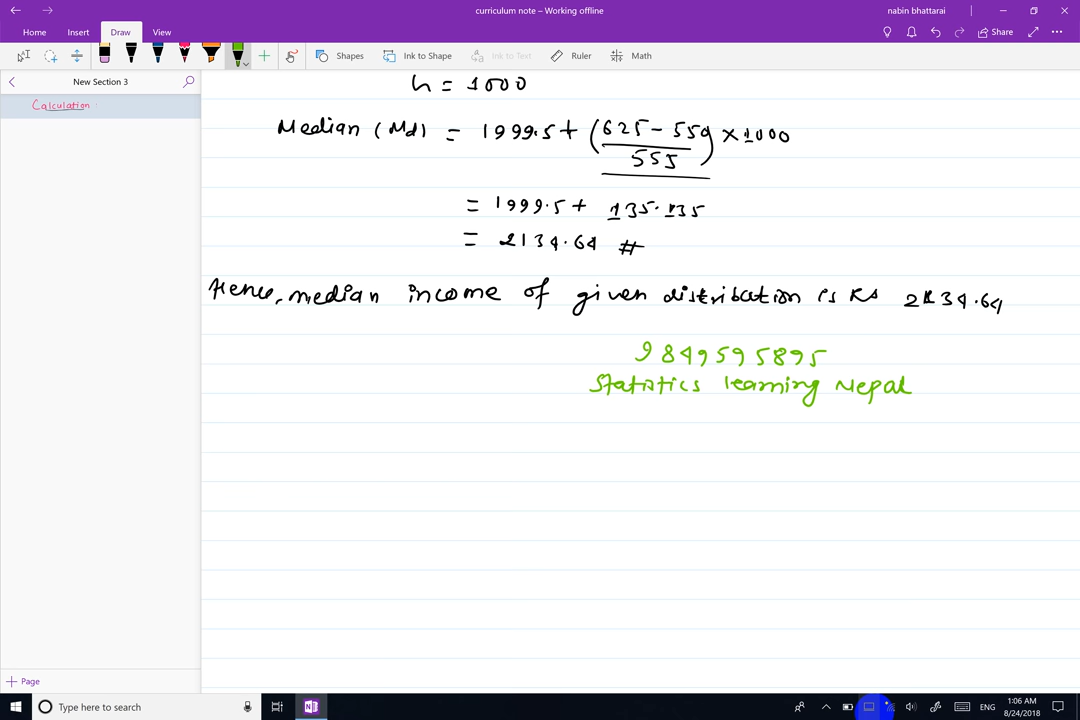 curriculum note – Working offline
nabin bhattarai
Home Insert Draw View
Share
Shapes Ink to Shape Ink to Text Ruler Math
New Section 3
Calculation
h = 1000
Median (Md) = 1999.5 + (625 - 550 / 555) × 1000
= 1999.5 + 135.135
= 2134.64 #
Hence, median income of given distribution is Rs 2134.64
9849595895
Statistics learning Nepal
+ Page
Type here to search
ENG
1:06 AM
8/24/2018